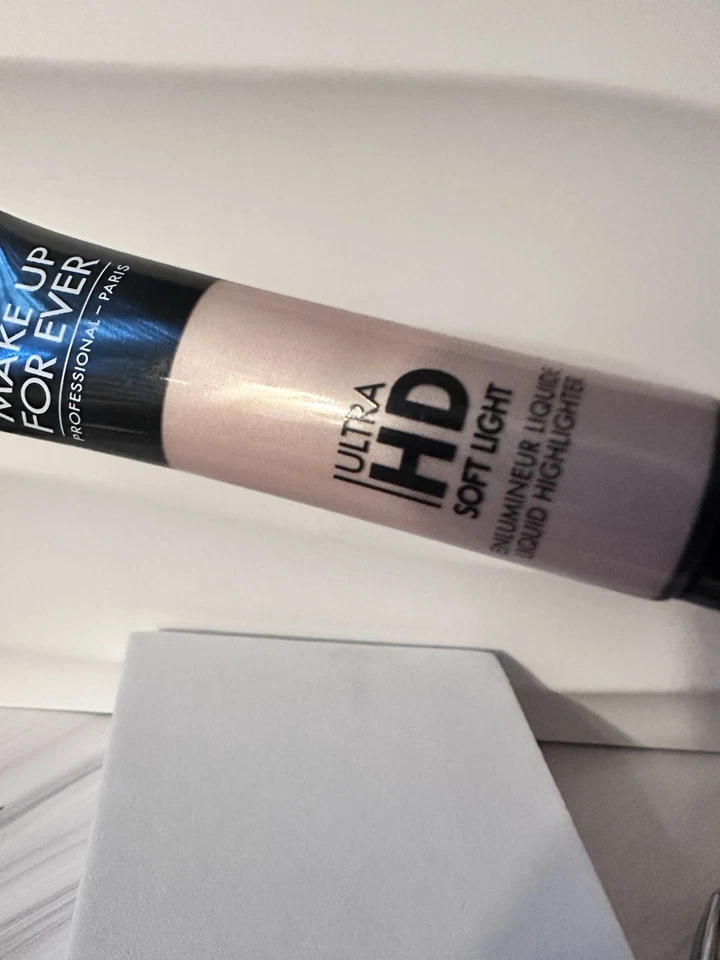 MAKE UP
FOR EVER
PROFESSIONAL – PARIS
ULTRA
HD
SOFT LIGHT
ENLUMINEUR LIQUIDE
LIQUID HIGHLIGHTER